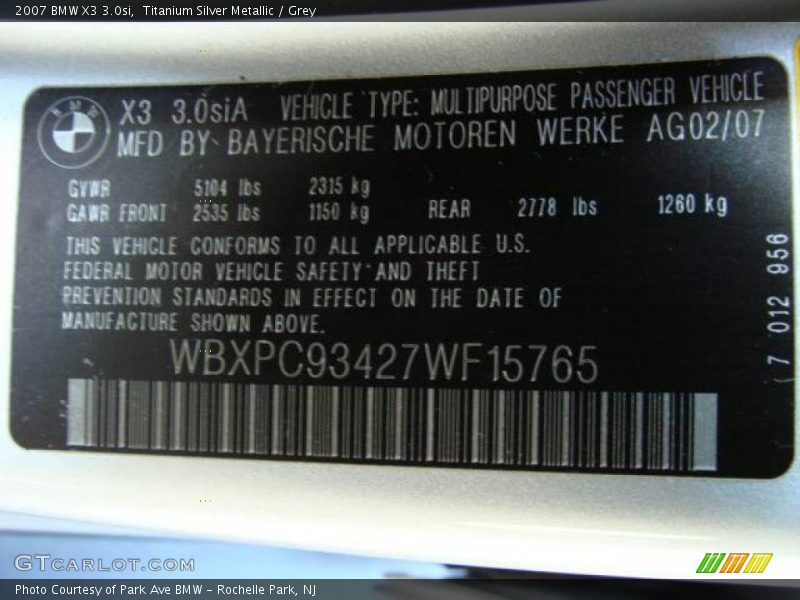 2007 BMW X3 3.0si, Titanium Silver Metallic / Grey
BMW
X3 3.0siA VEHICLE TYPE: MULTIPURPOSE PASSENGER VEHICLE
MFD BY BAYERISCHE MOTOREN WERKE AG 02/07
GVWR 5104 lbs 2315 kg
GAWR FRONT 2535 lbs 1150 kg REAR 2778 lbs 1260 kg
THIS VEHICLE CONFORMS TO ALL APPLICABLE U.S.
FEDERAL MOTOR VEHICLE SAFETY AND THEFT
PREVENTION STANDARDS IN EFFECT ON THE DATE OF
MANUFACTURE SHOWN ABOVE.
WBXPC93427WF15765
7 012 956
GTCARLOT.COM
Photo Courtesy of Park Ave BMW - Rochelle Park, NJ